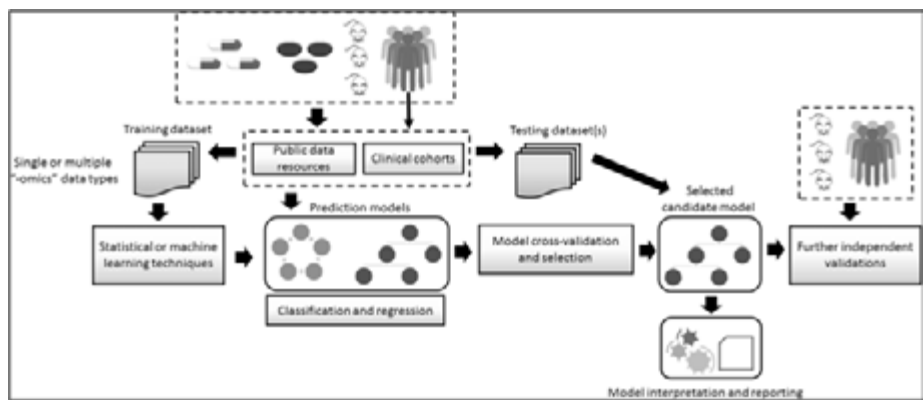 Training dataset
Testing dataset(s)
Public data
resources
Clinical cohorts
Single or multiple
"-omics" data types
Selected
candidate model
Prediction models
Statistical or machine
learning techniques
Model cross-validation
and selection
Further independent
validations
Classification and regression
Model interpretation and reporting